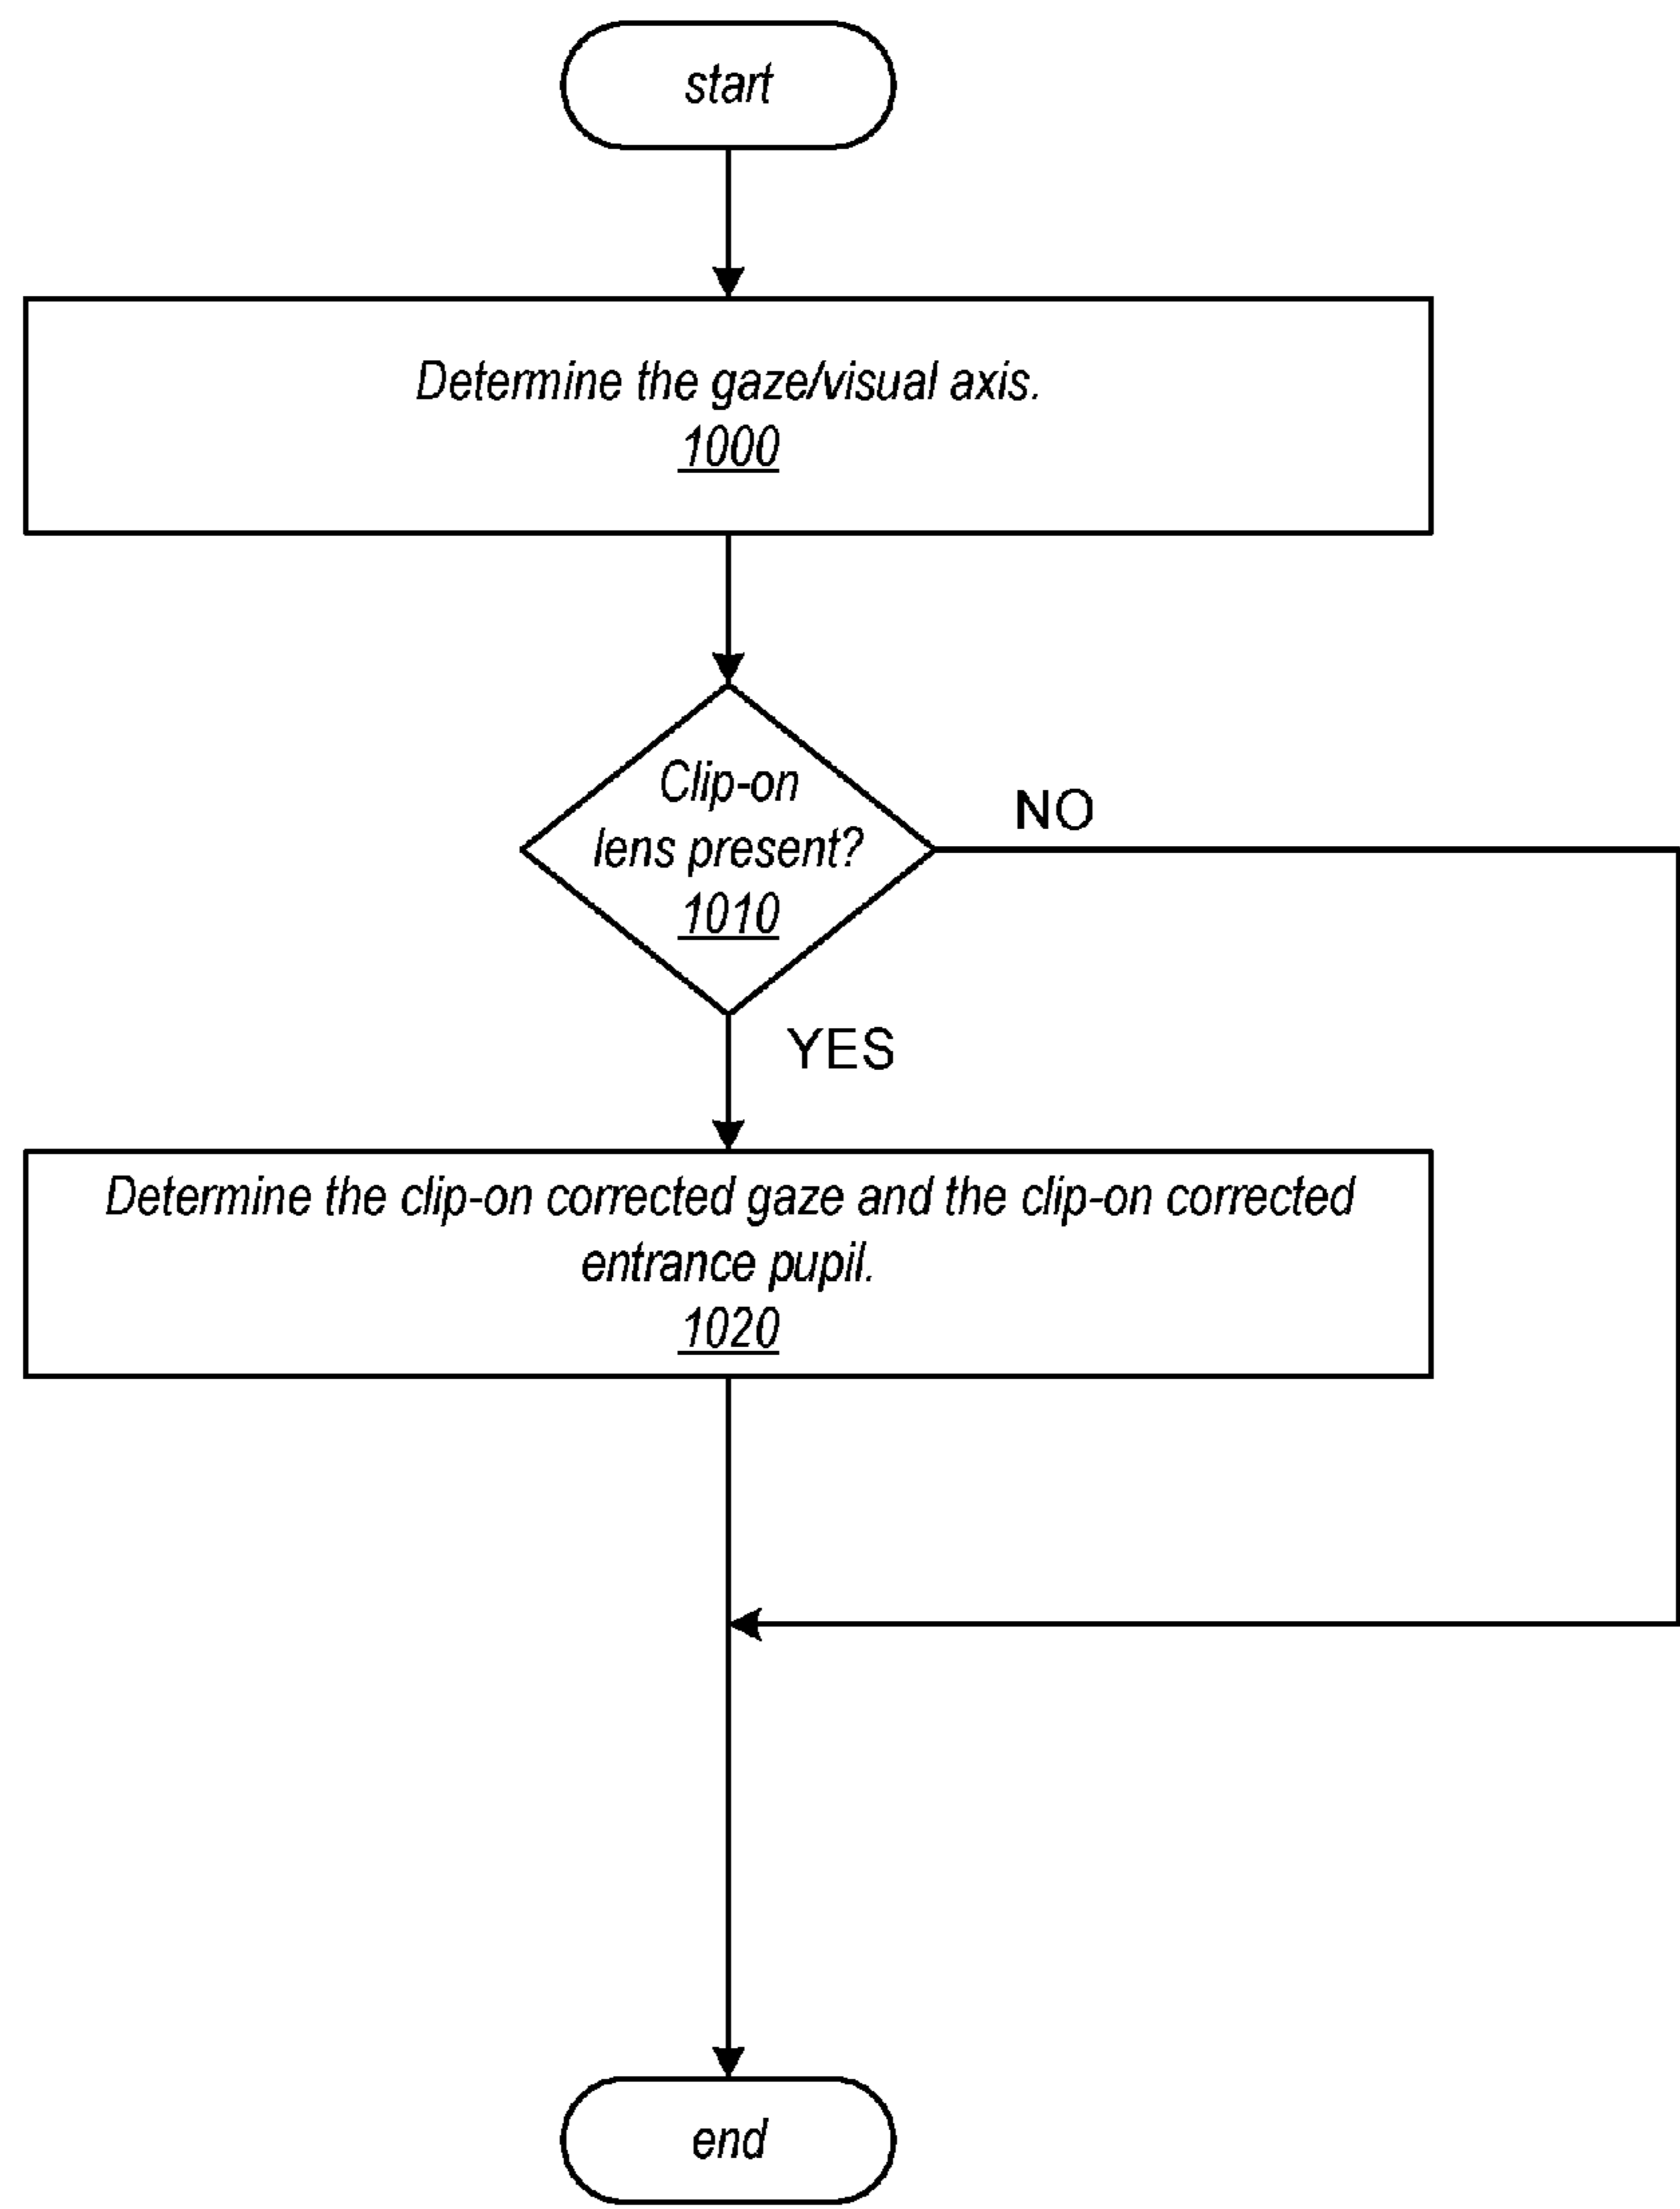 start
Determine the gaze/visual axis.
1000
Clip-on
lens present?
1010
NO
YES
Determine the clip-on corrected gaze and the clip-on corrected
entrance pupil.
1020
end